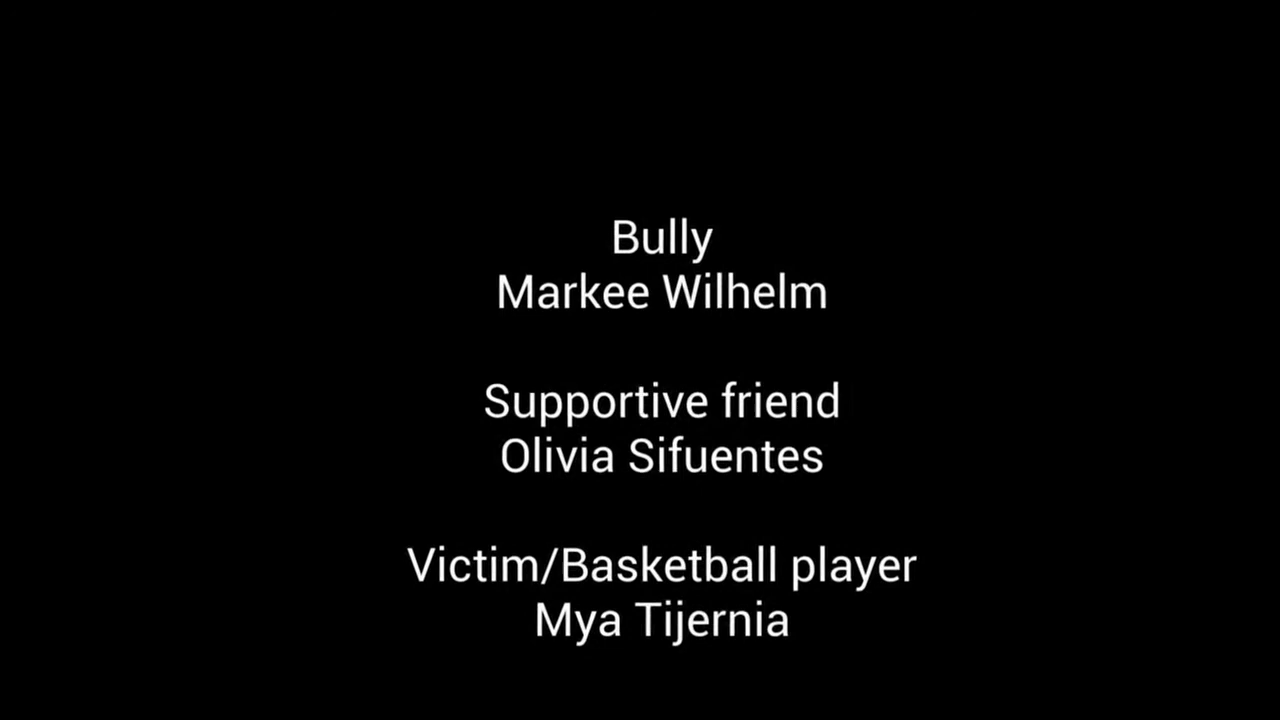 Bully
Markee Wilhelm
Supportive friend
Olivia Sifuentes
Victim/Basketball player
Mya Tijernia